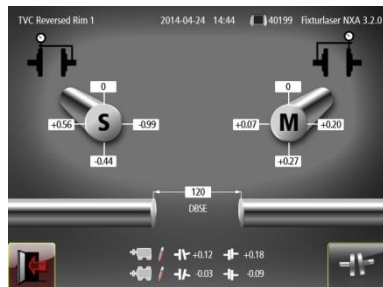 TVC Reversed Rim 1 2014-04-24 14:44 40199 Fixturlaser NXA 3.2.0
0 0
+0.56 S -0.99 +0.07 M +0.20
-0.44 +0.27
120
DBSE
+0.12 +0.18
-0.03 -0.09